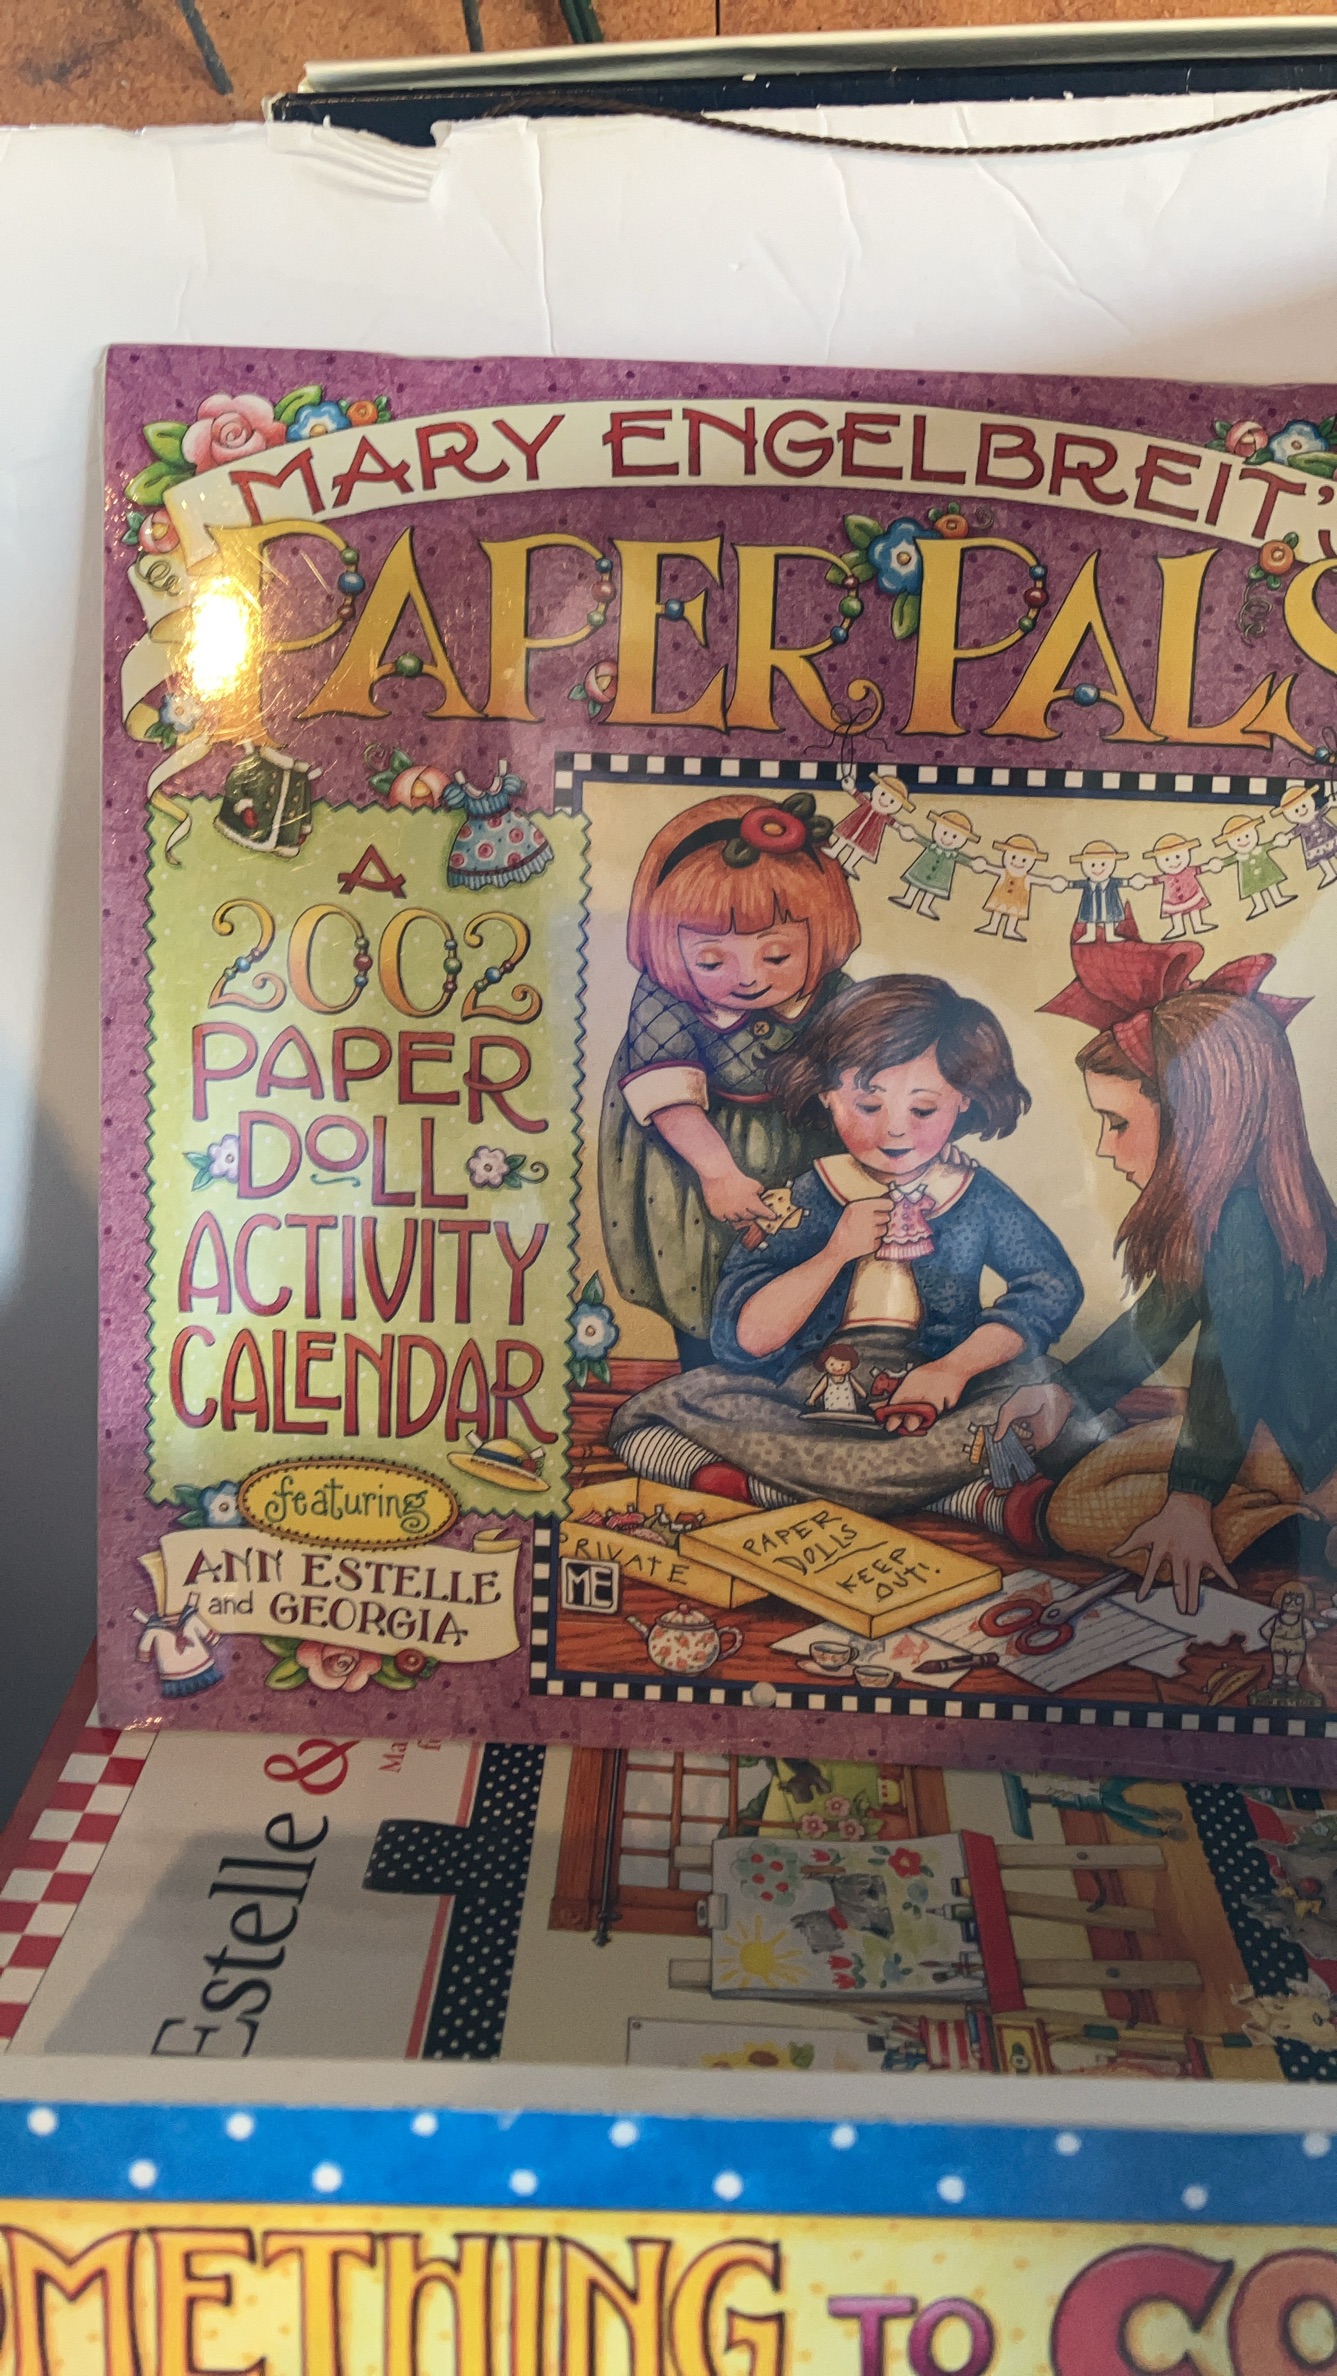 MARY ENGELBREIT'S
PAPER PALS
A
2002
PAPER
DOLL
ACTIVITY
CALENDAR
featuring
ANN ESTELLE
and GEORGIA
PRIVATE
PAPER
DOLLS
KEEP
OUT!
ME
Estelle &
TO